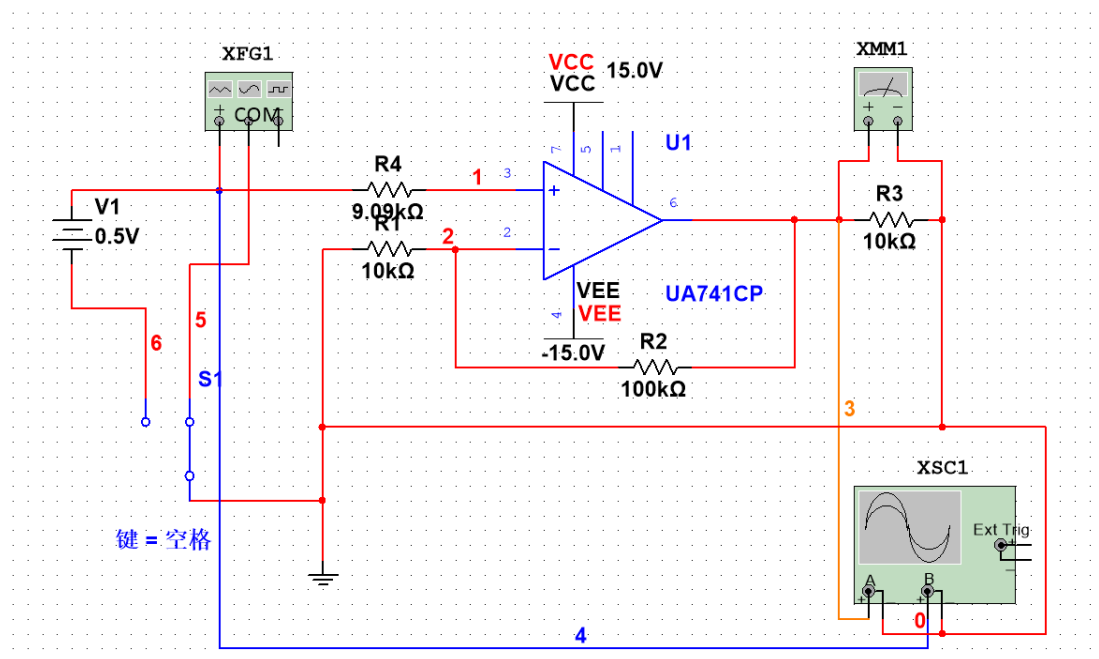 XFG1
+ COM -
XMM1
+ -
VCC
VCC 15.0V
U1
7 5 1
R4
9.09kΩ
1
3
+
V1
0.5V
R1
10kΩ
2
2
−
6
R3
10kΩ
UA741CP
4
VEE
VEE
-15.0V
R2
100kΩ
6
5
S1
3
键 = 空格
XSC1
Ext Trig
+
−
A
B
+ − + −
0
4